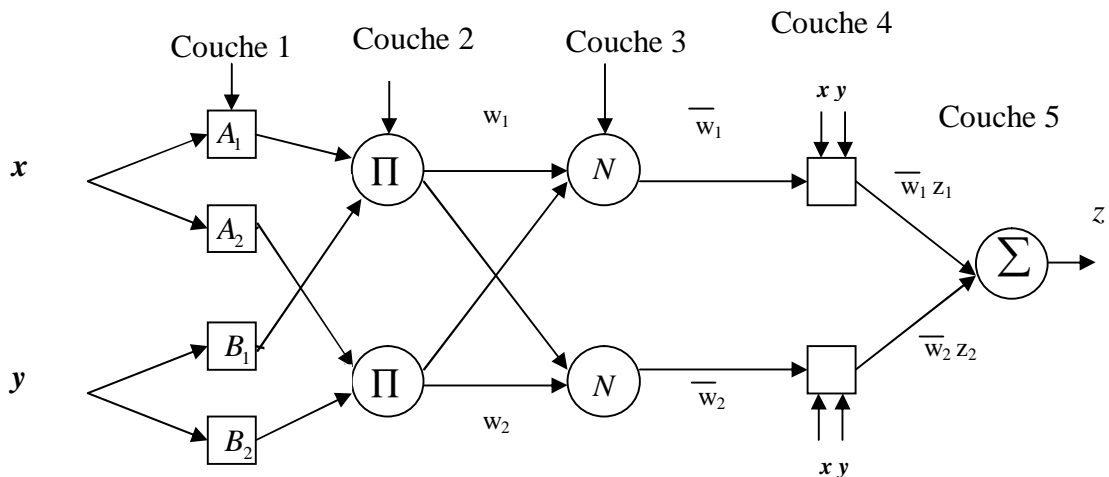 Couche 1
Couche 2
Couche 3
Couche 4
Couche 5
x
y
A₁
A₂
B₁
B₂
Π
Π
w₁
w₂
N
N
w̅₁
w̅₂
x y
x y
w̅₁ z₁
w̅₂ z₂
Σ
z